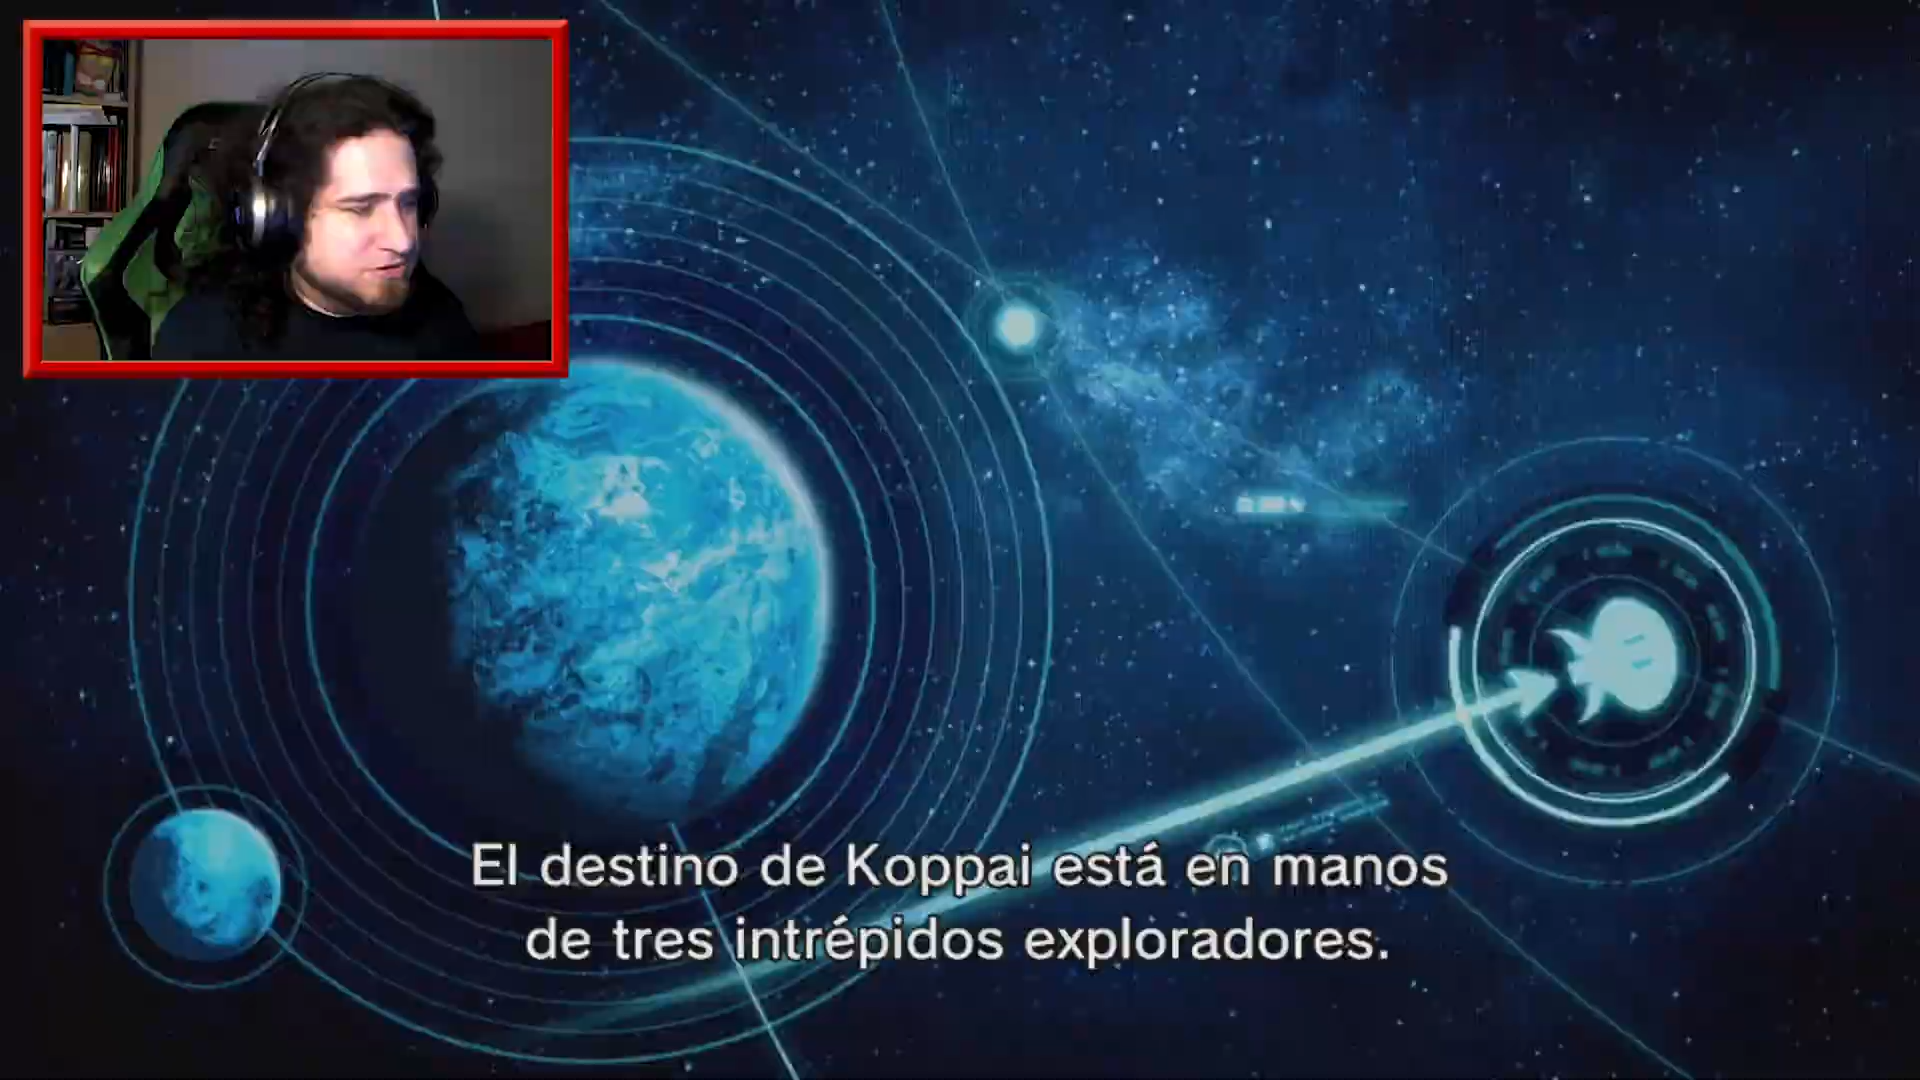 El destino de Koppai está en manos
de tres intrépidos exploradores.